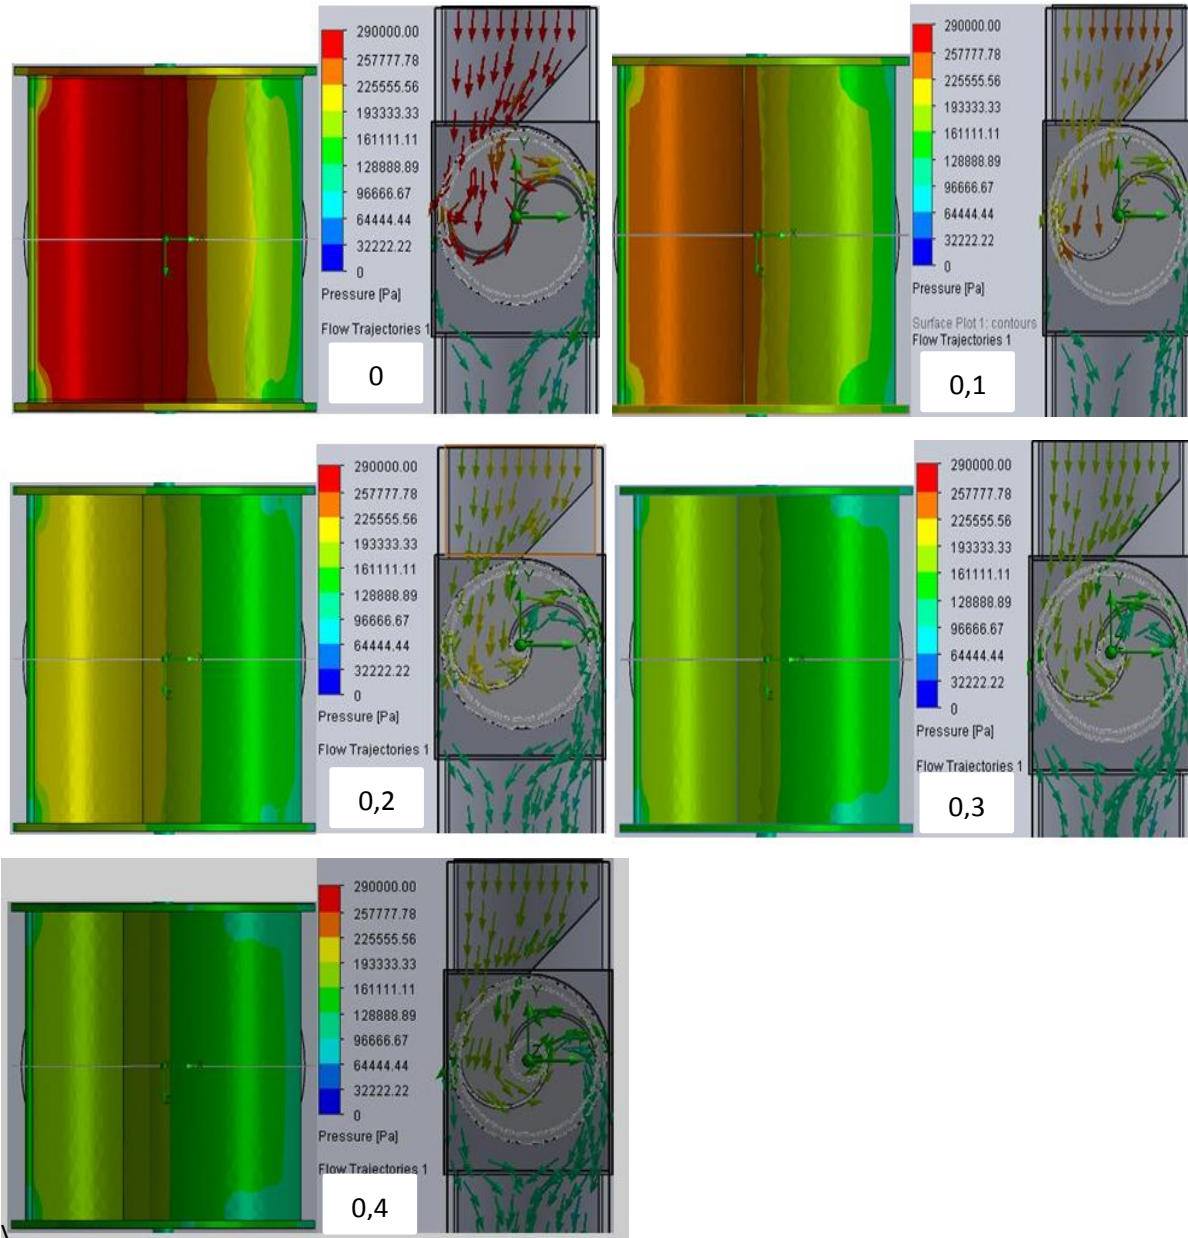 290000.00
257777.78
225555.56
193333.33
161111.11
128888.89
96666.67
64444.44
32222.22
0
Pressure [Pa]
Flow Trajectories 1
0
Y
X
290000.00
257777.78
225555.56
193333.33
161111.11
128888.89
96666.67
64444.44
32222.22
0
Pressure [Pa]
Surface Plot 1: contours
Flow Trajectories 1
0,1
Y
Z
290000.00
257777.78
225555.56
193333.33
161111.11
128888.89
96666.67
64444.44
32222.22
0
Pressure [Pa]
Flow Trajectories 1
0,2
Y
290000.00
257777.78
225555.56
193333.33
161111.11
128888.89
96666.67
64444.44
32222.22
0
Pressure [Pa]
Flow Trajectories 1
0,3
Y
290000.00
257777.78
225555.56
193333.33
161111.11
128888.89
96666.67
64444.44
32222.22
0
Pressure [Pa]
Flow Trajectories 1
0,4
Y
Z
\